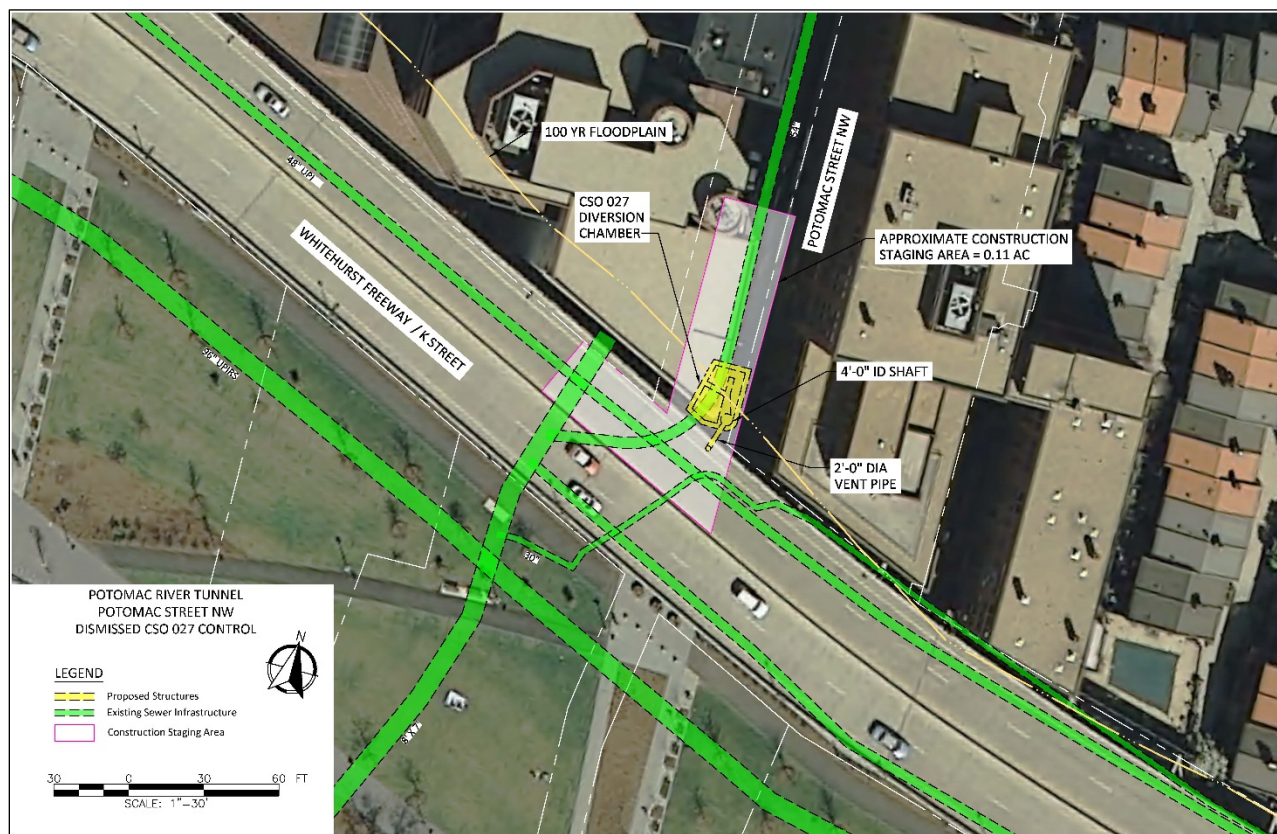 100 YR FLOODPLAIN
48" UPI
CSO 027
DIVERSION
CHAMBER
POTOMAC STREET NW
APPROXIMATE CONSTRUCTION
STAGING AREA = 0.11 AC
WHITEHURST FREEWAY / K STREET
96" UPIRS
4'-0" ID SHAFT
2'-0" DIA
VENT PIPE
POTOMAC RIVER TUNNEL
POTOMAC STREET NW
DISMISSED CSO 027 CONTROL
N
LEGEND
Proposed Structures
Existing Sewer Infrastructure
Construction Staging Area
30 0 30 60 FT
SCALE: 1"-30'